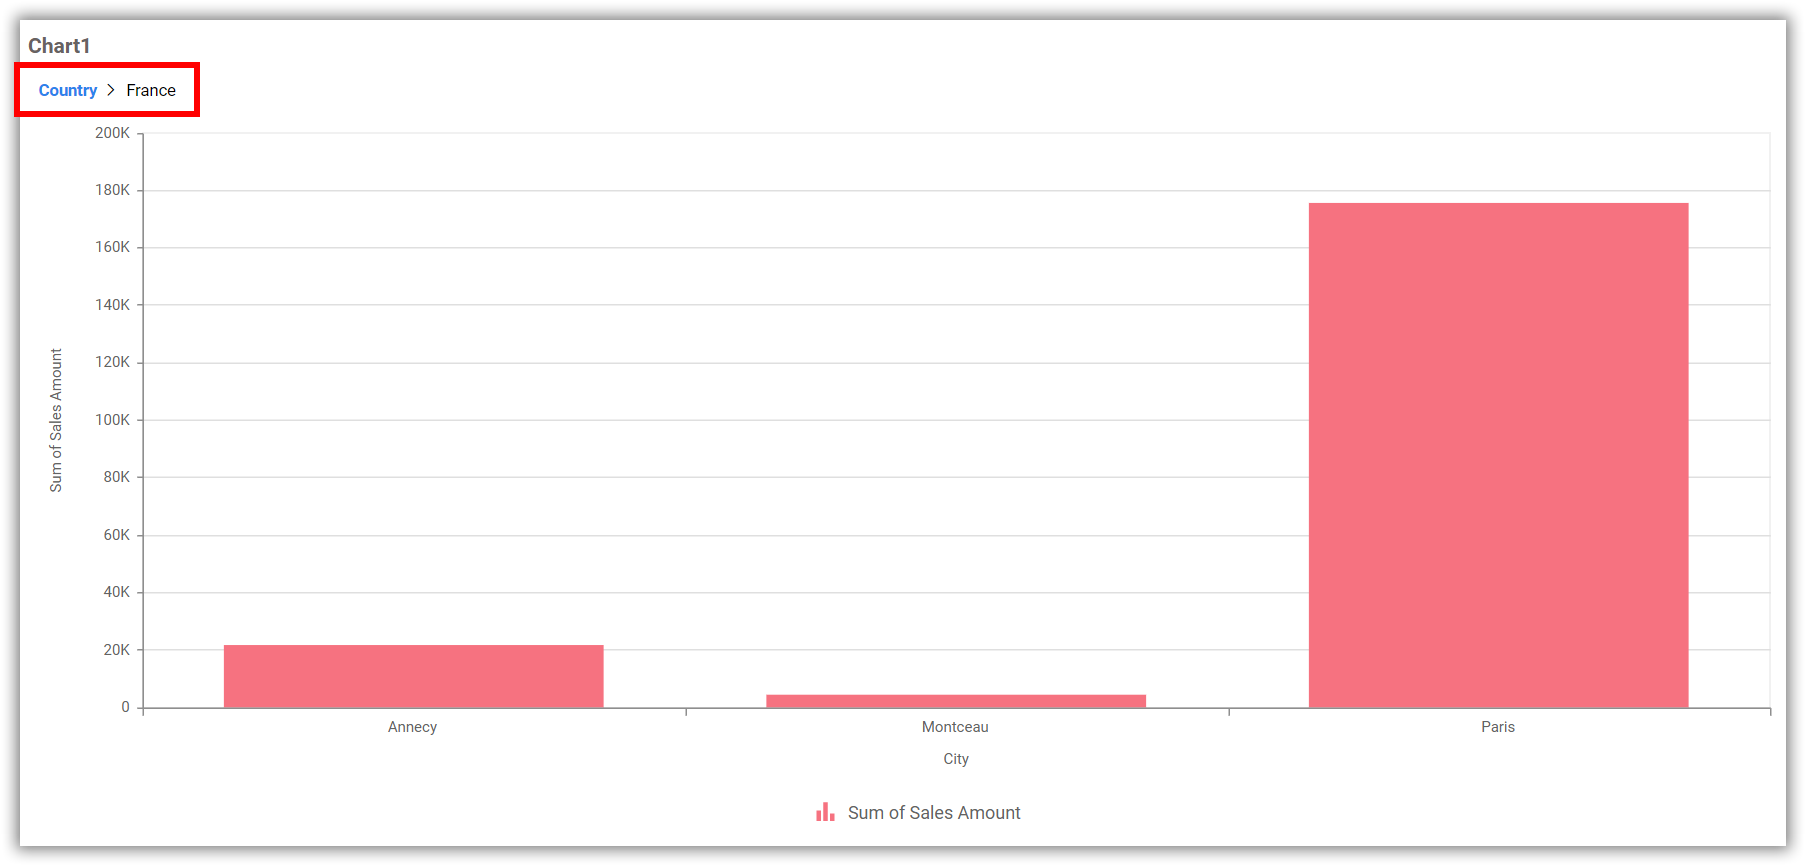 Chart1
Country > France
200K
180K
160K
140K
120K
100K
80K
60K
40K
20K
0
Sum of Sales Amount
Annecy Montceau Paris
City
Sum of Sales Amount